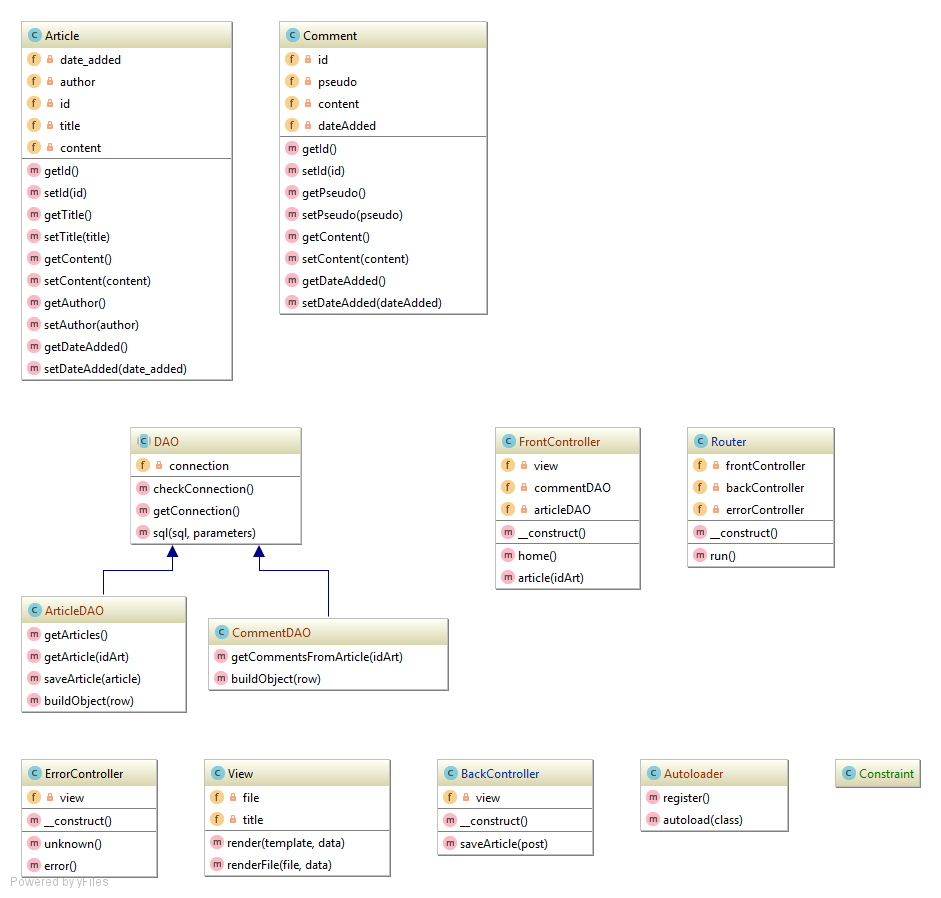 Article
date_added
author
id
title
content
getId()
setId(id)
getTitle()
setTitle(title)
getContent()
setContent(content)
getAuthor()
setAuthor(author)
getDateAdded()
setDateAdded(date_added)
Comment
id
pseudo
content
dateAdded
getId()
setId(id)
getPseudo()
setPseudo(pseudo)
getContent()
setContent(content)
getDateAdded()
setDateAdded(dateAdded)
DAO
connection
checkConnection()
getConnection()
sql(sql, parameters)
FrontController
view
commentDAO
articleDAO
__construct()
home()
article(idArt)
Router
frontController
backController
errorController
__construct()
run()
ArticleDAO
getArticles()
getArticle(idArt)
saveArticle(article)
buildObject(row)
CommentDAO
getCommentsFromArticle(idArt)
buildObject(row)
ErrorController
view
__construct()
unknown()
error()
View
file
title
render(template, data)
renderFile(file, data)
BackController
view
__construct()
saveArticle(post)
Autoloader
register()
autoload(class)
Constraint
Powered by yFiles